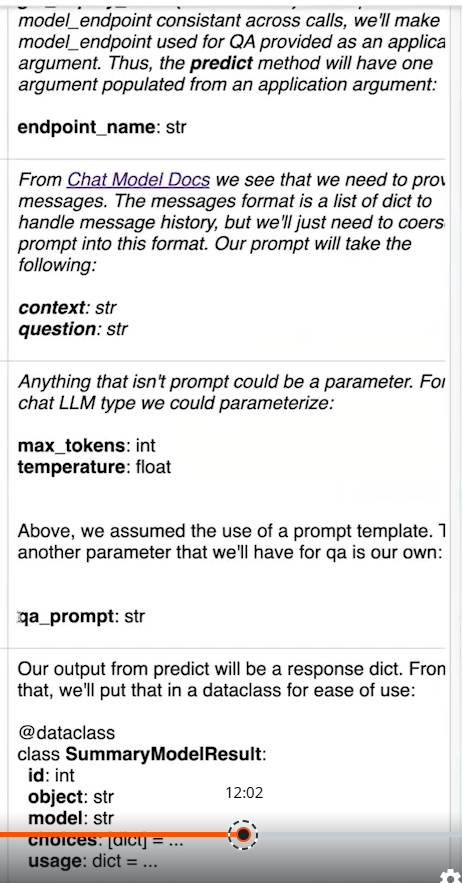 model_endpoint consistant across calls, we'll make
model_endpoint used for QA provided as an applica
argument. Thus, the predict method will have one
argument populated from an application argument:
endpoint_name: str
From Chat Model Docs we see that we need to prov
messages. The messages format is a list of dict to
handle message history, but we'll just need to coers
prompt into this format. Our prompt will take the
following:
context: str
question: str
Anything that isn't prompt could be a parameter. For
chat LLM type we could parameterize:
max_tokens: int
temperature: float
Above, we assumed the use of a prompt template. T
another parameter that we'll have for qa is our own:
qa_prompt: str
Our output from predict will be a response dict. From
that, we'll put that in a dataclass for ease of use:
@dataclass
class SummaryModelResult:
id: int
object: str
12:02
model: str
choices: [dict] = ...
usage: dict = ...